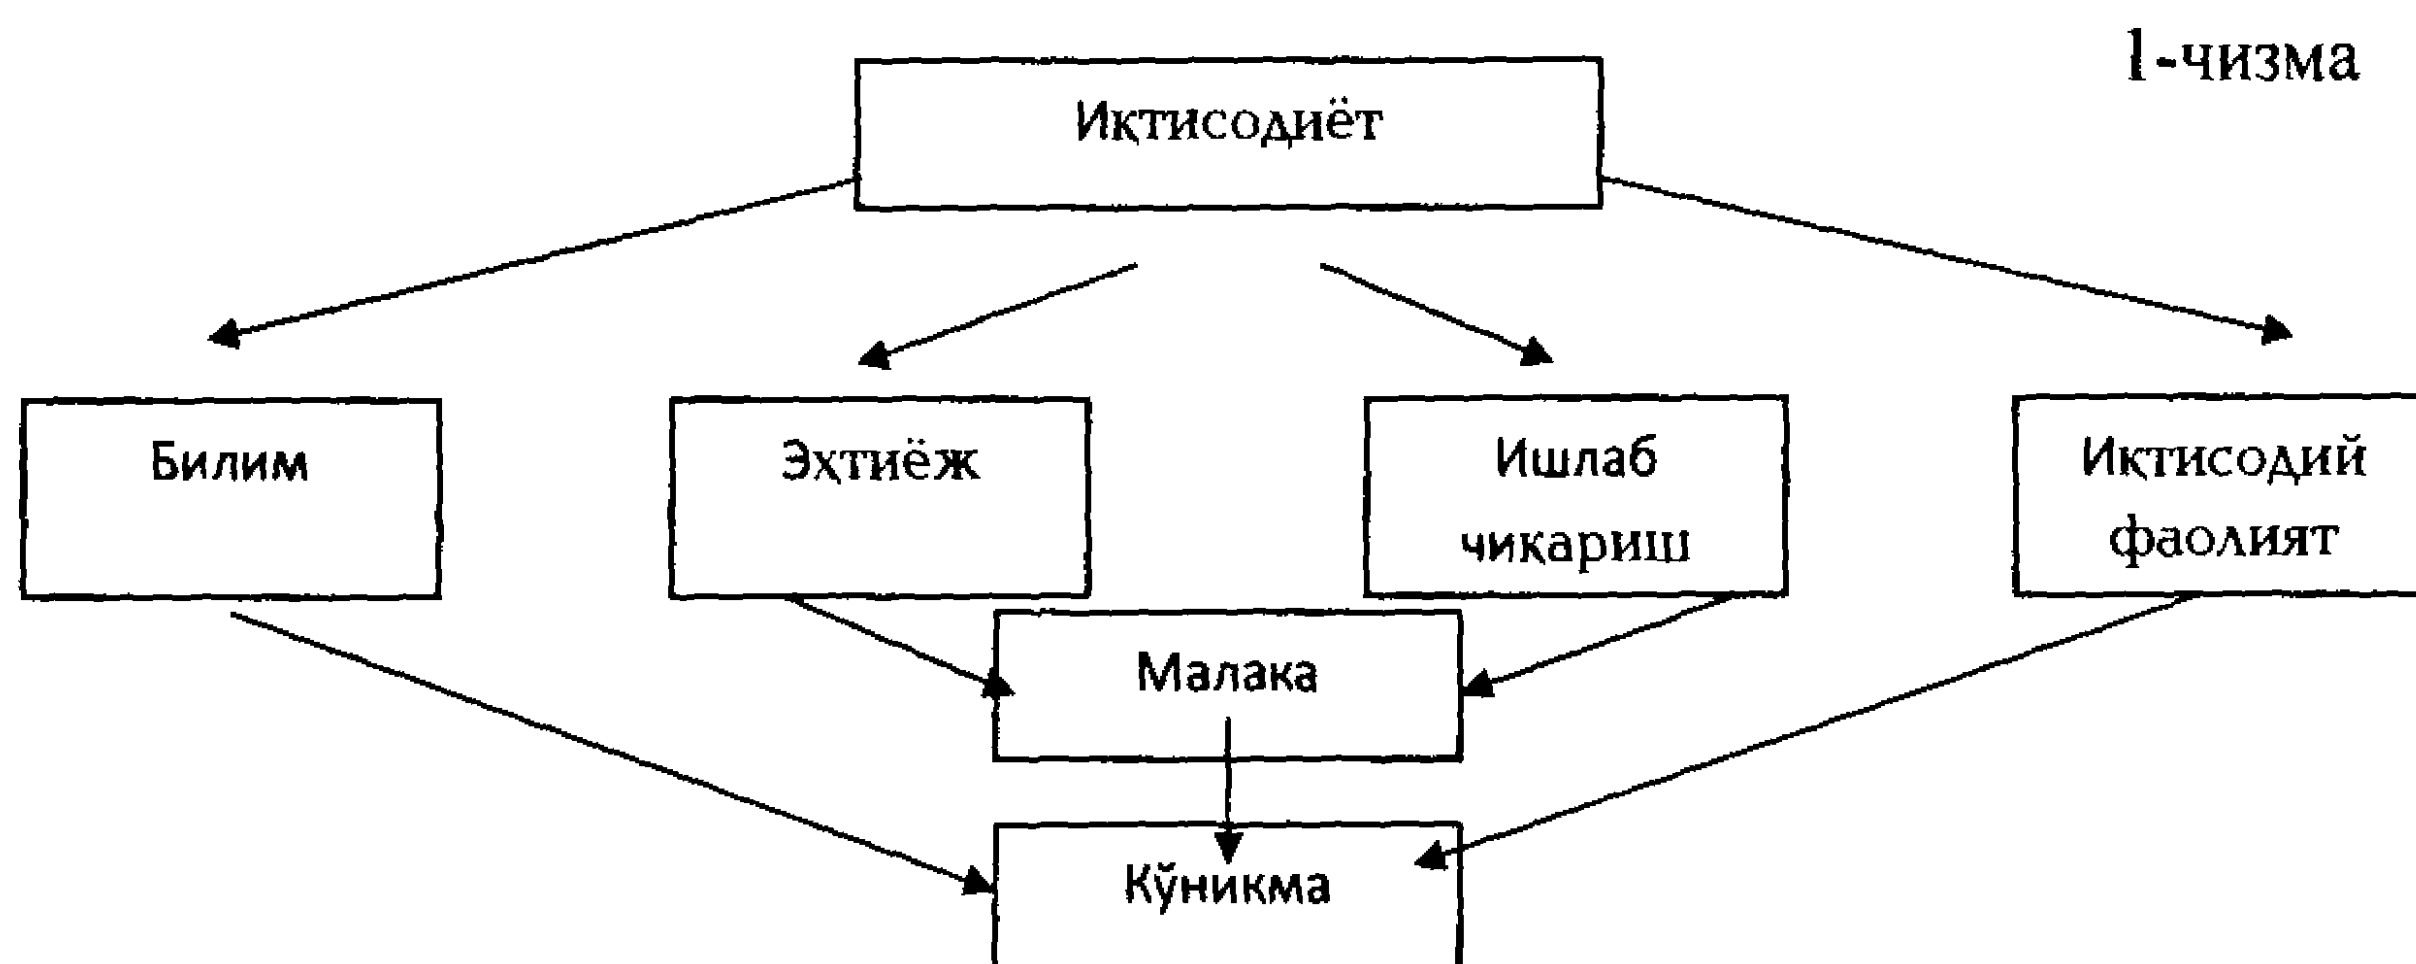 1-чизма
Иқтисодиёт
Билим
Эҳтиёж
Ишлаб
чиқариш
Иқтисодий
фаолият
Малака
Кўникма